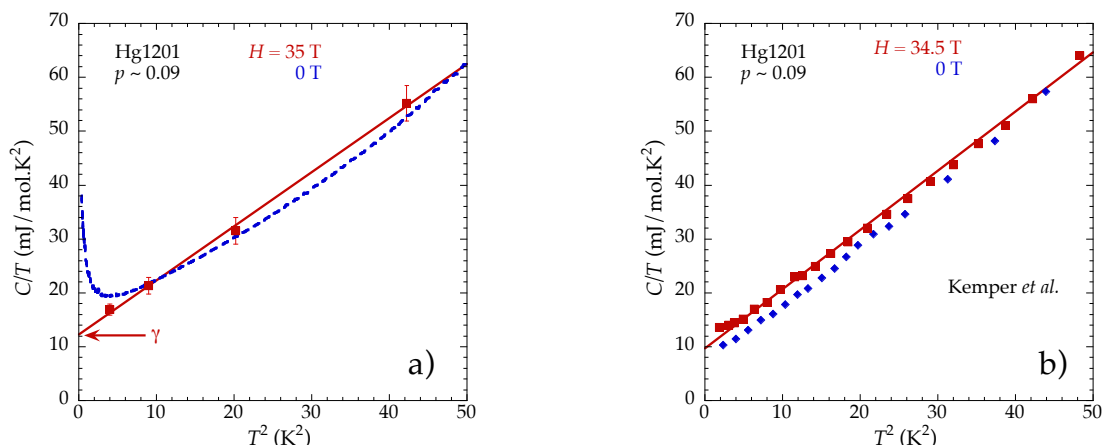 70
60
50
40
30
20
10
0
C/T (mJ/mol.K²)
Hg1201
p ~ 0.09
H = 35 T
0 T
γ
a)
0 10 20 30 40 50
T² (K²)
70
60
50
40
30
20
10
0
C/T (mJ/mol.K²)
Hg1201
p ~ 0.09
H = 34.5 T
0 T
Kemper et al.
b)
0 10 20 30 40 50
T² (K²)